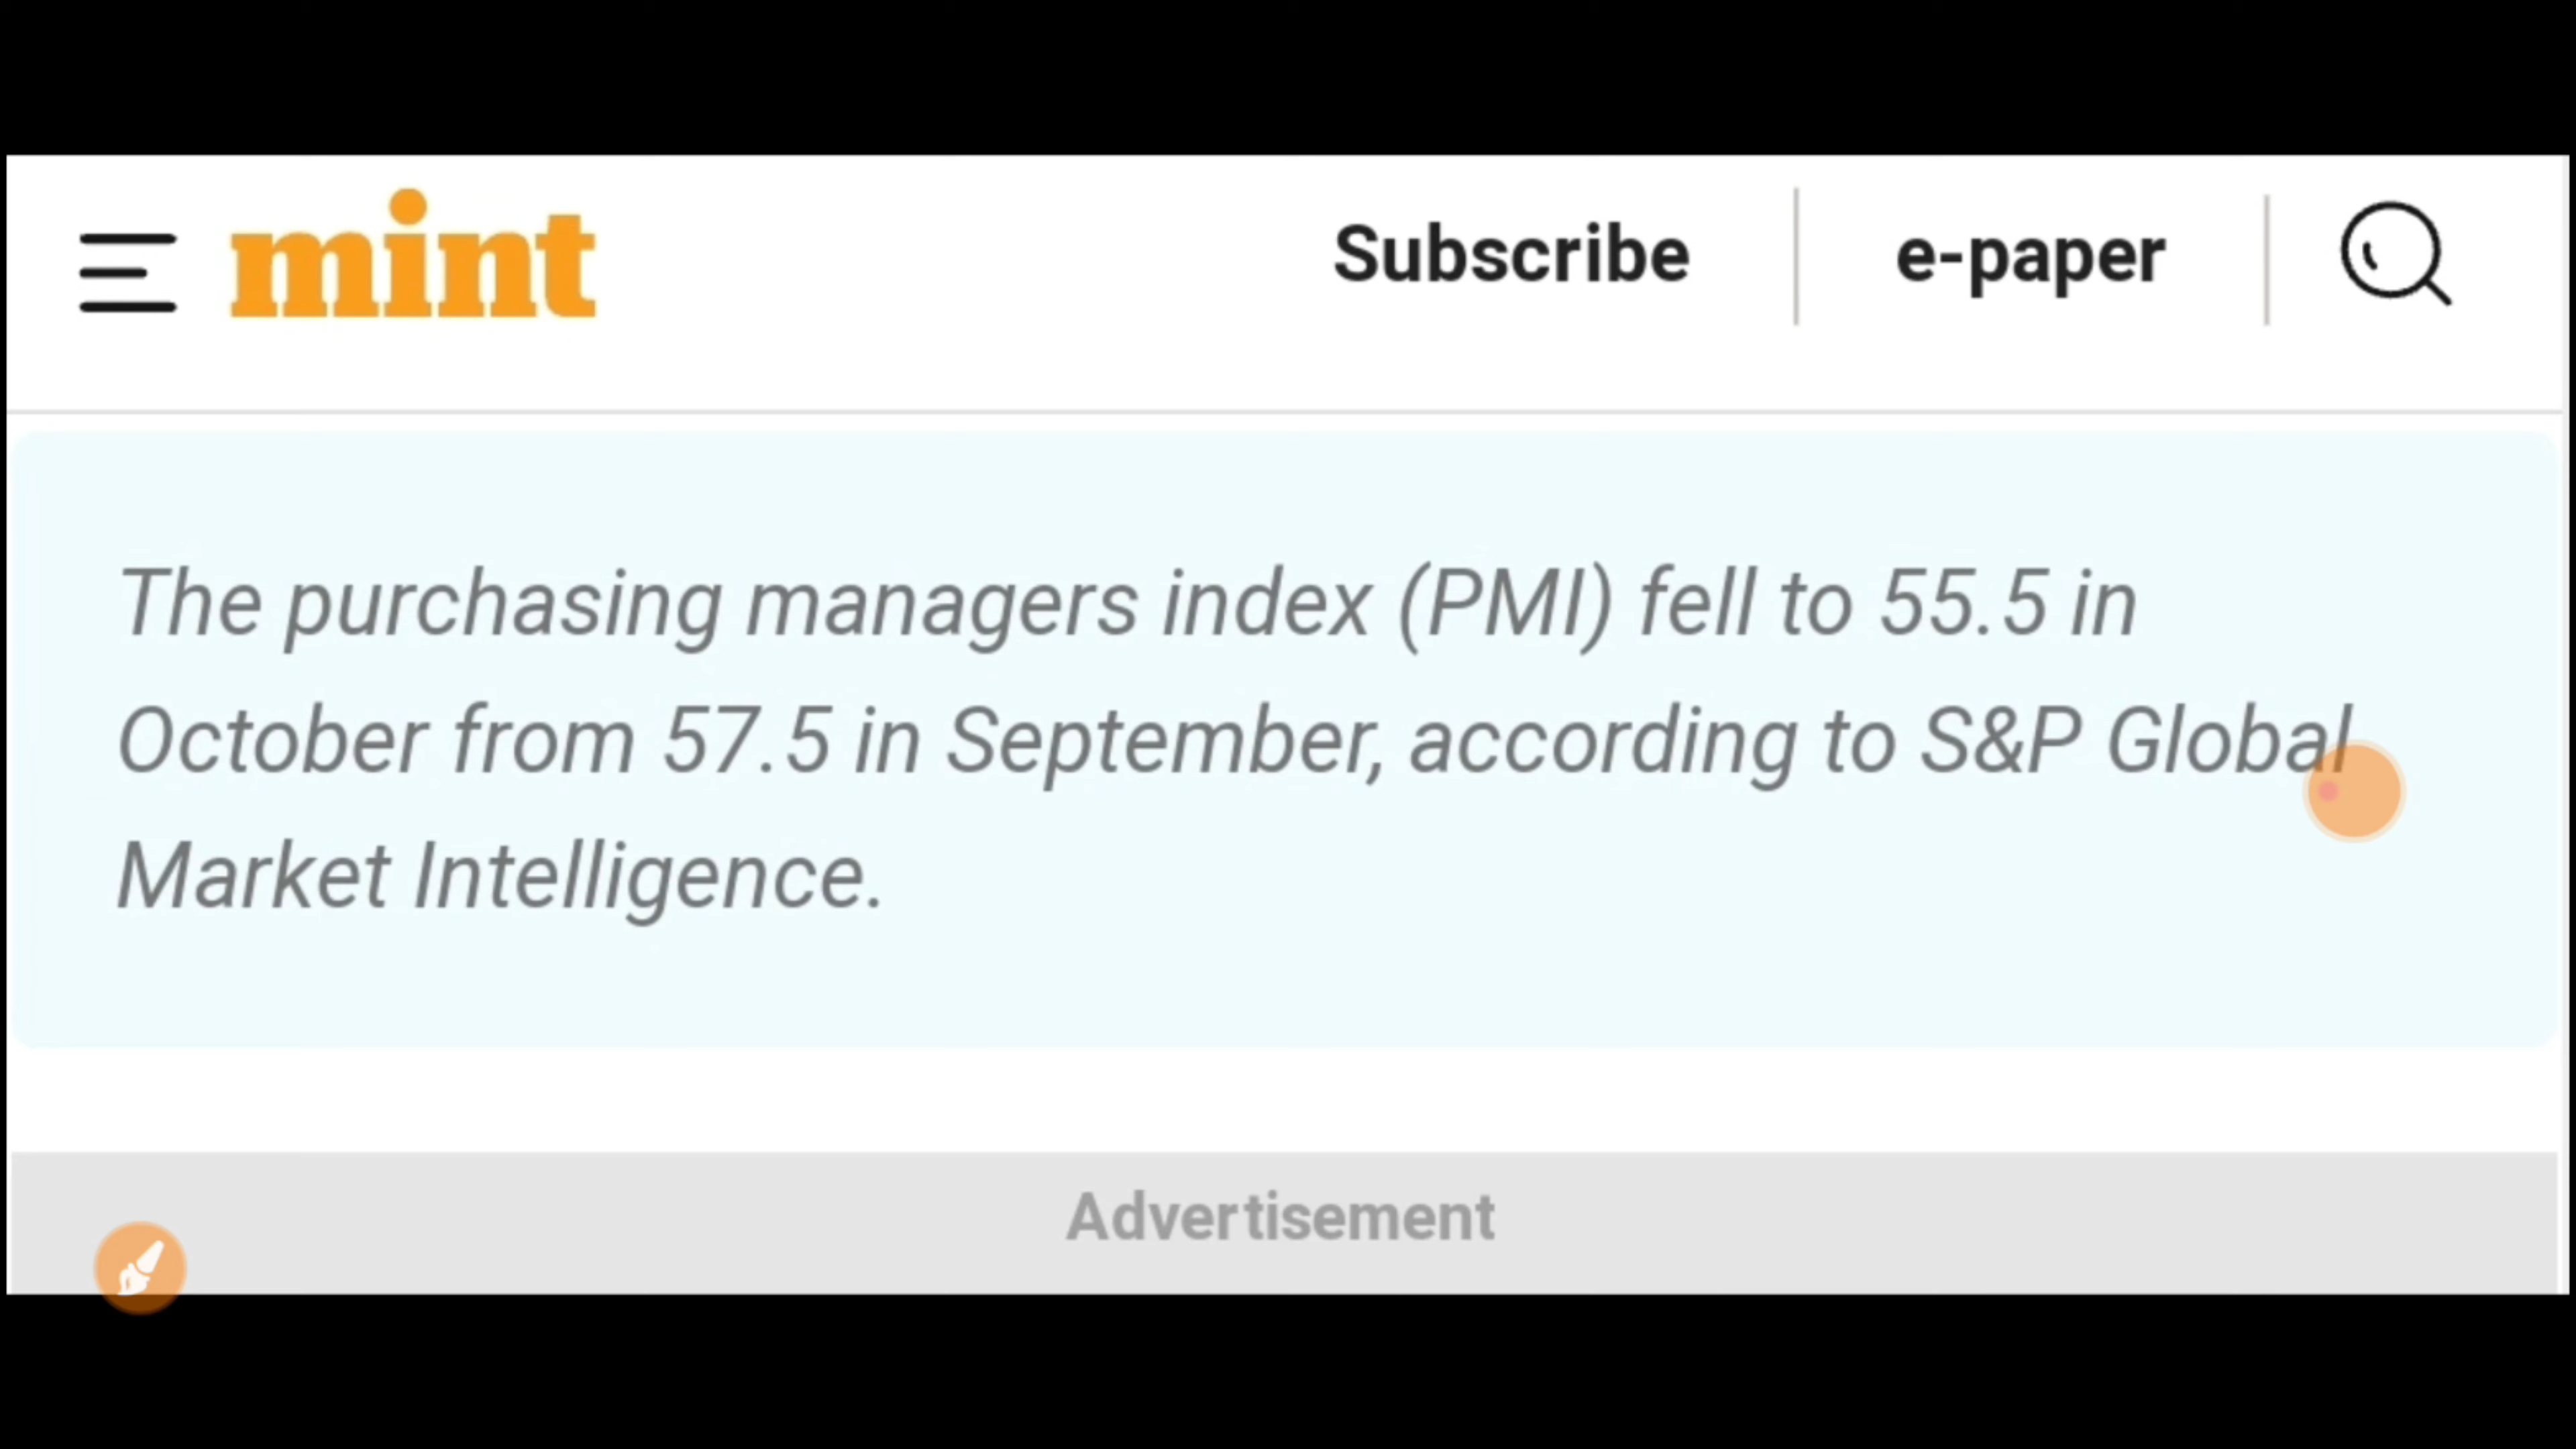 mint Subscribe e-paper
The purchasing managers index (PMI) fell to 55.5 in
October from 57.5 in September, according to S&P Global
Market Intelligence.
Advertisement